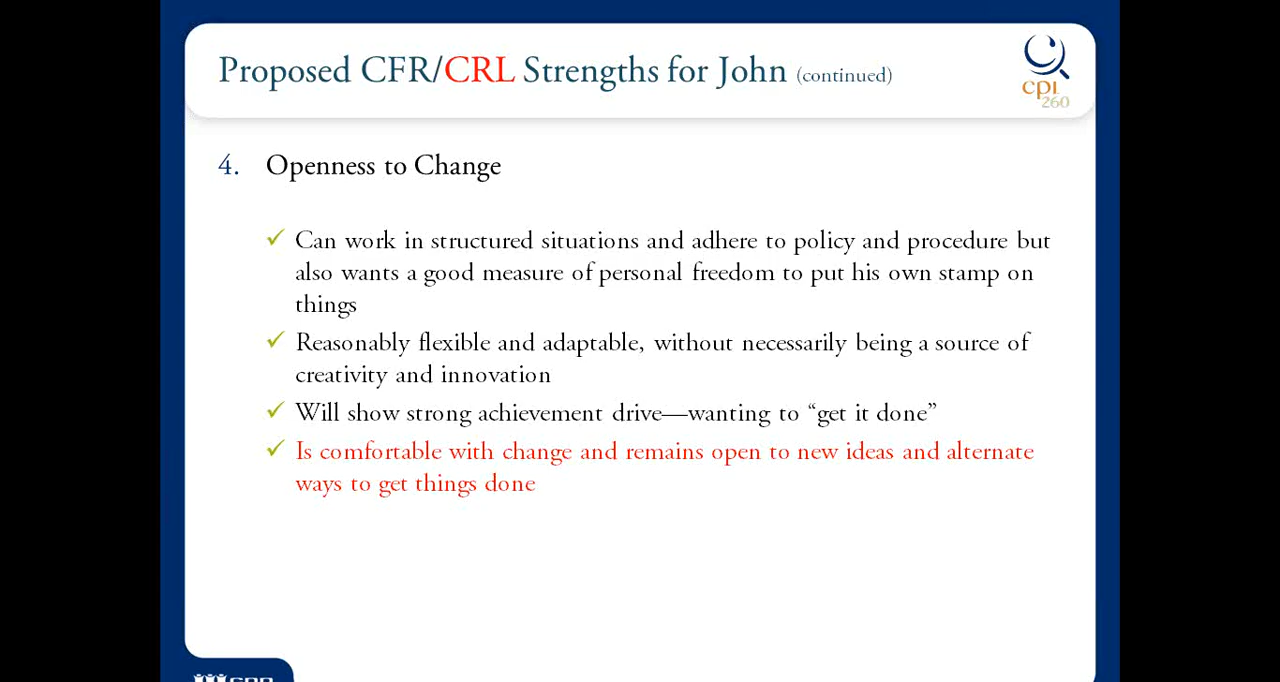 Proposed CFR/CRL Strengths for John (continued)
cpi
260
4. Openness to Change
✓ Can work in structured situations and adhere to policy and procedure but
also wants a good measure of personal freedom to put his own stamp on
things
✓ Reasonably flexible and adaptable, without necessarily being a source of
creativity and innovation
✓ Will show strong achievement drive—wanting to “get it done”
✓ Is comfortable with change and remains open to new ideas and alternate
ways to get things done